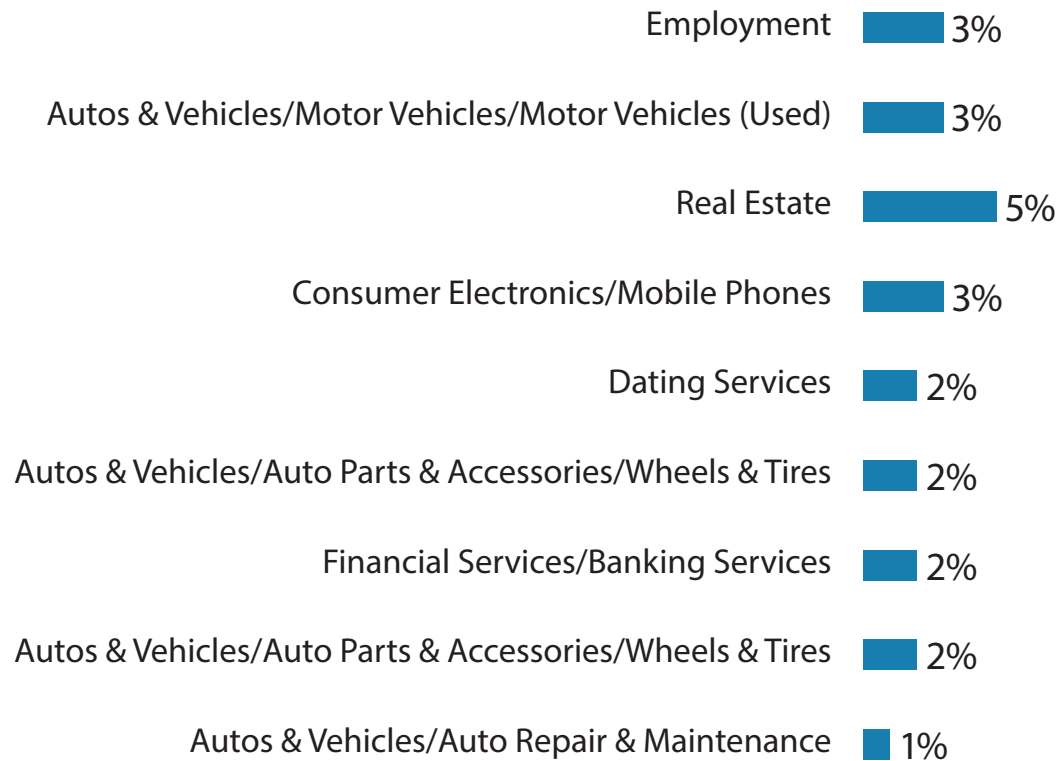 Employment 3%
Autos & Vehicles/Motor Vehicles/Motor Vehicles (Used) 3%
Real Estate 5%
Consumer Electronics/Mobile Phones 3%
Dating Services 2%
Autos & Vehicles/Auto Parts & Accessories/Wheels & Tires 2%
Financial Services/Banking Services 2%
Autos & Vehicles/Auto Parts & Accessories/Wheels & Tires 2%
Autos & Vehicles/Auto Repair & Maintenance 1%